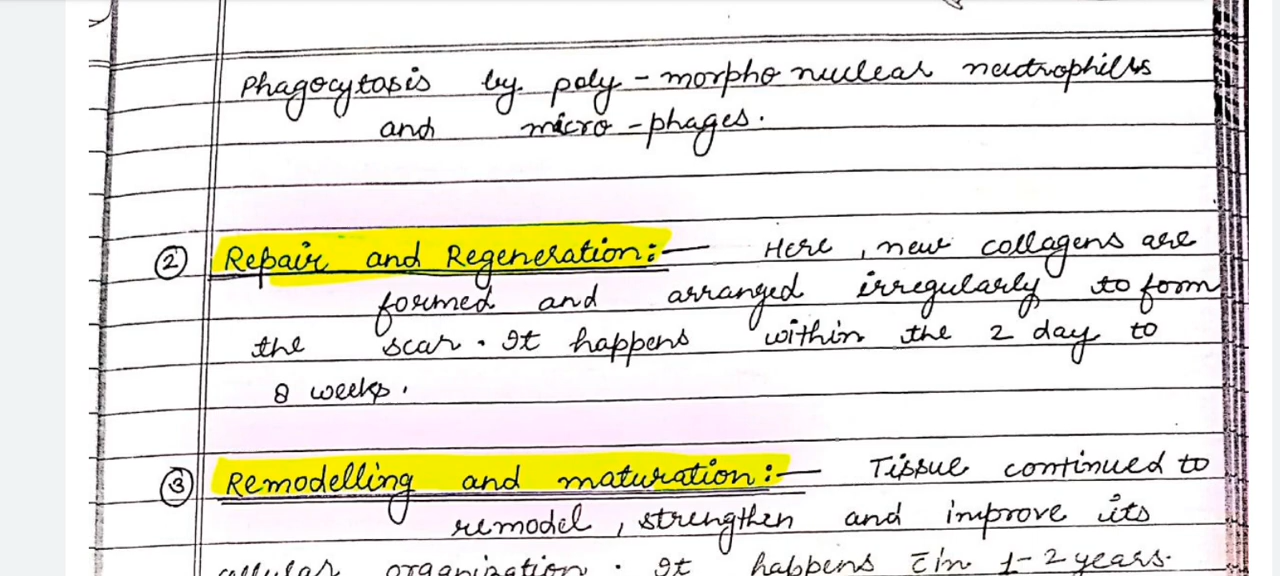 Phagocytosis by poly-morpho nuclear neutrophills
and micro-phages.
② Repair and Regeneration:- Here, new collagens are
formed and arranged irregularly to form
the scar. It happens within the 2 day to
8 weeks.
③ Remodelling and maturation:- Tissue continued to
remodel, strengthen and improve its
cellular organization. It happens c̄in 1-2 years.